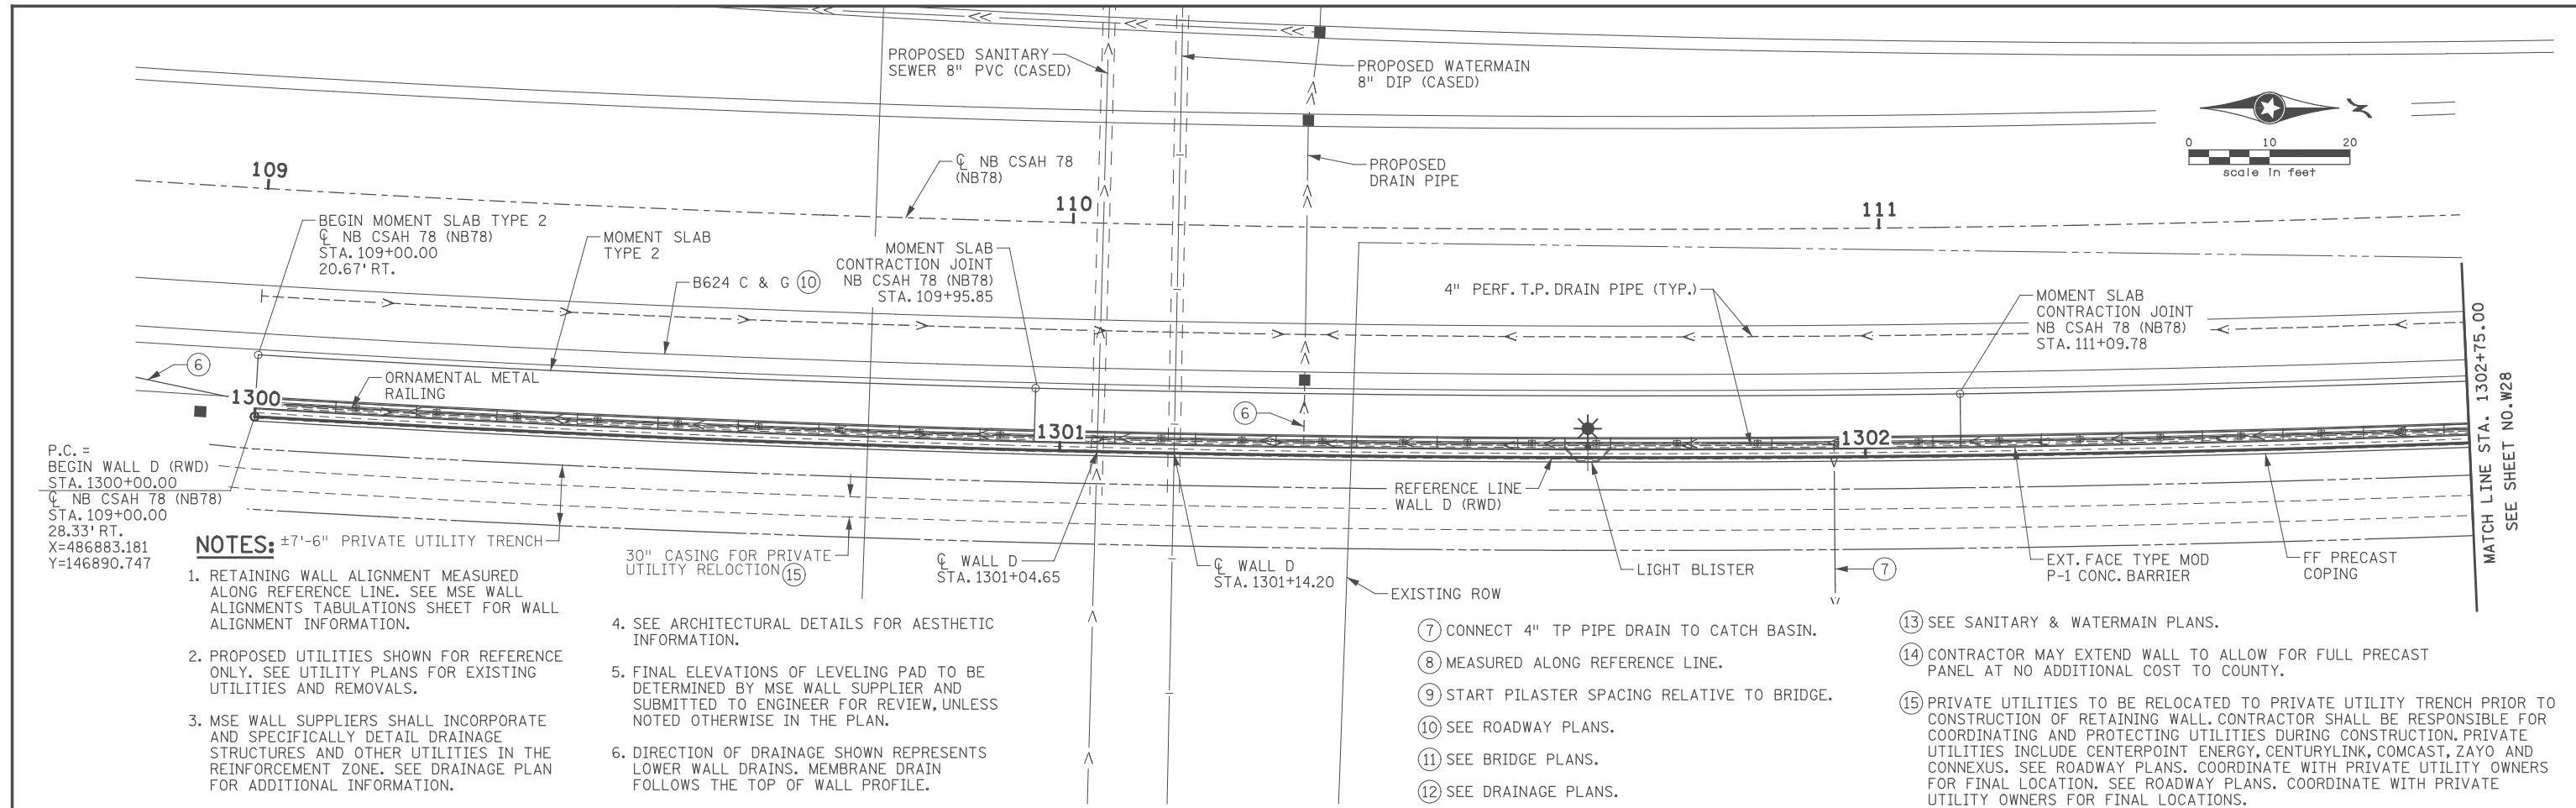 PROPOSED SANITARY
SEWER 8" PVC (CASED)
PROPOSED WATERMAIN
8" DIP (CASED)
0 10 20
scale in feet
PROPOSED
DRAIN PIPE
℄ NB CSAH 78
(NB78)
109
110
111
BEGIN MOMENT SLAB TYPE 2
℄ NB CSAH 78 (NB78)
STA. 109+00.00
20.67' RT.
MOMENT SLAB
TYPE 2
B624 C & G 10
MOMENT SLAB
CONTRACTION JOINT
NB CSAH 78 (NB78)
STA. 109+95.85
4" PERF. T.P. DRAIN PIPE (TYP.)
MOMENT SLAB
CONTRACTION JOINT
NB CSAH 78 (NB78)
STA. 111+09.78
6
ORNAMENTAL METAL
RAILING
6
1300
1301
1302
MATCH LINE STA. 1302+75.00
SEE SHEET NO. W28
P.C. =
BEGIN WALL D (RWD)
STA. 1300+00.00
℄ NB CSAH 78 (NB78)
STA. 109+00.00
28.33' RT.
X=486883.181
Y=146890.747
REFERENCE LINE
WALL D (RWD)
±7'-6" PRIVATE UTILITY TRENCH
30" CASING FOR PRIVATE
UTILITY RELOCTION 15
℄ WALL D
STA. 1301+04.65
℄ WALL D
STA. 1301+14.20
EXISTING ROW
LIGHT BLISTER
7
EXT. FACE TYPE MOD
P-1 CONC. BARRIER
FF PRECAST
COPING
NOTES:
1. RETAINING WALL ALIGNMENT MEASURED
ALONG REFERENCE LINE. SEE MSE WALL
ALIGNMENTS TABULATIONS SHEET FOR WALL
ALIGNMENT INFORMATION.
2. PROPOSED UTILITIES SHOWN FOR REFERENCE
ONLY. SEE UTILITY PLANS FOR EXISTING
UTILITIES AND REMOVALS.
3. MSE WALL SUPPLIERS SHALL INCORPORATE
AND SPECIFICALLY DETAIL DRAINAGE
STRUCTURES AND OTHER UTILITIES IN THE
REINFORCEMENT ZONE. SEE DRAINAGE PLAN
FOR ADDITIONAL INFORMATION.
4. SEE ARCHITECTURAL DETAILS FOR AESTHETIC
INFORMATION.
5. FINAL ELEVATIONS OF LEVELING PAD TO BE
DETERMINED BY MSE WALL SUPPLIER AND
SUBMITTED TO ENGINEER FOR REVIEW, UNLESS
NOTED OTHERWISE IN THE PLAN.
6. DIRECTION OF DRAINAGE SHOWN REPRESENTS
LOWER WALL DRAINS. MEMBRANE DRAIN
FOLLOWS THE TOP OF WALL PROFILE.
7 CONNECT 4" TP PIPE DRAIN TO CATCH BASIN.
8 MEASURED ALONG REFERENCE LINE.
9 START PILASTER SPACING RELATIVE TO BRIDGE.
10 SEE ROADWAY PLANS.
11 SEE BRIDGE PLANS.
12 SEE DRAINAGE PLANS.
13 SEE SANITARY & WATERMAIN PLANS.
14 CONTRACTOR MAY EXTEND WALL TO ALLOW FOR FULL PRECAST
PANEL AT NO ADDITIONAL COST TO COUNTY.
15 PRIVATE UTILITIES TO BE RELOCATED TO PRIVATE UTILITY TRENCH PRIOR TO
CONSTRUCTION OF RETAINING WALL. CONTRACTOR SHALL BE RESPONSIBLE FOR
COORDINATING AND PROTECTING UTILITIES DURING CONSTRUCTION. PRIVATE
UTILITIES INCLUDE CENTERPOINT ENERGY, CENTURYLINK, COMCAST, ZAYO AND
CONNEXUS. SEE ROADWAY PLANS. COORDINATE WITH PRIVATE UTILITY OWNERS
FOR FINAL LOCATION. SEE ROADWAY PLANS. COORDINATE WITH PRIVATE
UTILITY OWNERS FOR FINAL LOCATIONS.